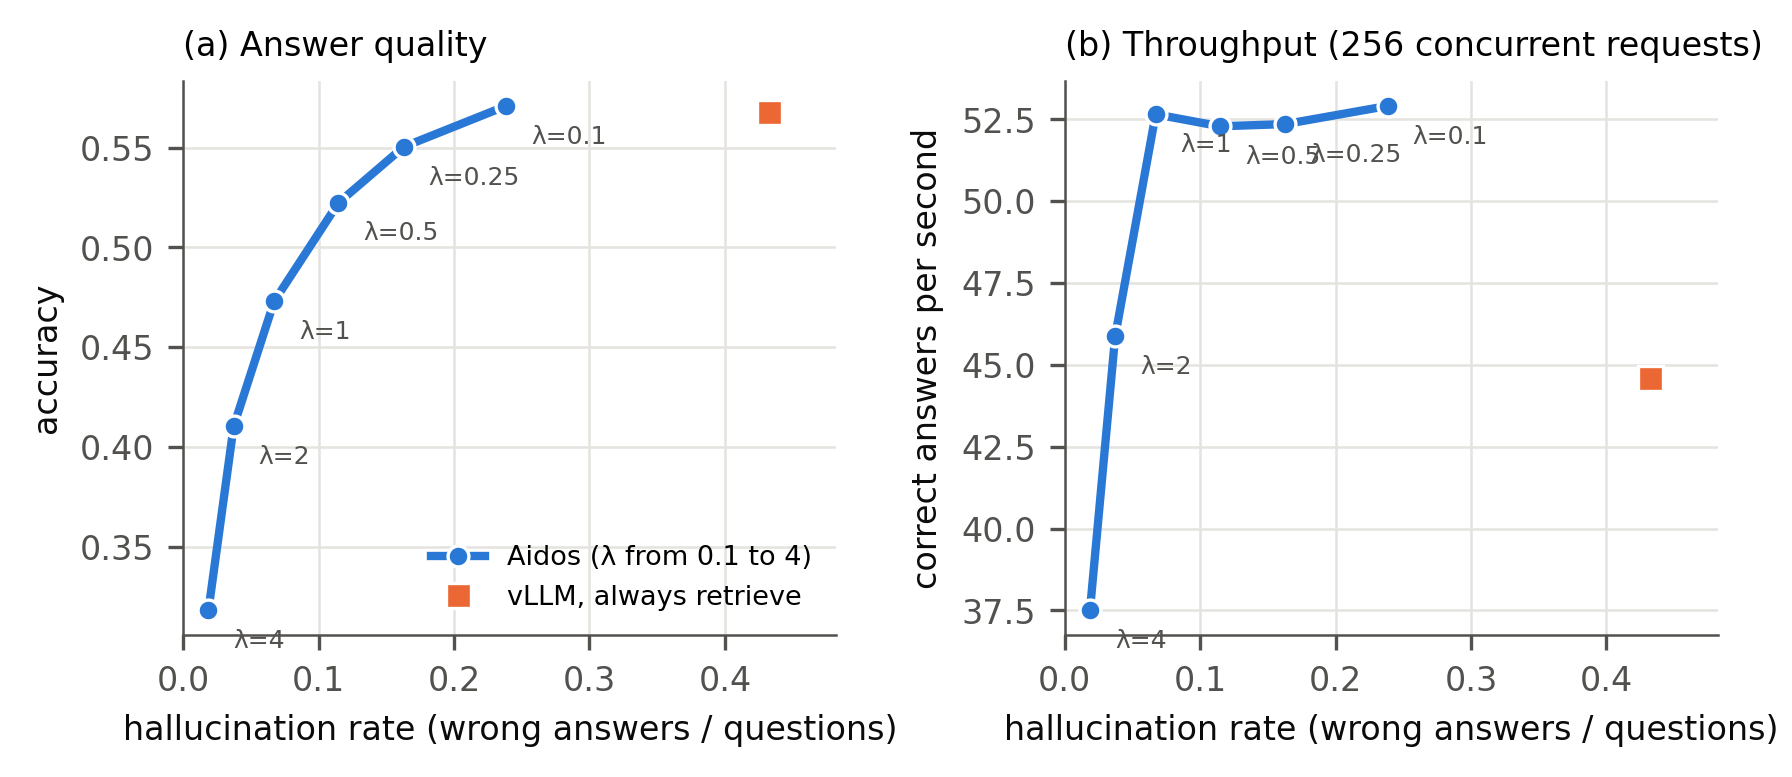 (a) Answer quality
accuracy
0.55
0.50
0.45
0.40
0.35
λ=0.1
λ=0.25
λ=0.5
λ=1
λ=2
λ=4
Aidos (λ from 0.1 to 4)
vLLM, always retrieve
0.0 0.1 0.2 0.3 0.4
hallucination rate (wrong answers / questions)
(b) Throughput (256 concurrent requests)
correct answers per second
52.5
50.0
47.5
45.0
42.5
40.0
37.5
λ=1
λ=0.5
λ=0.25
λ=0.1
λ=2
λ=4
0.0 0.1 0.2 0.3 0.4
hallucination rate (wrong answers / questions)